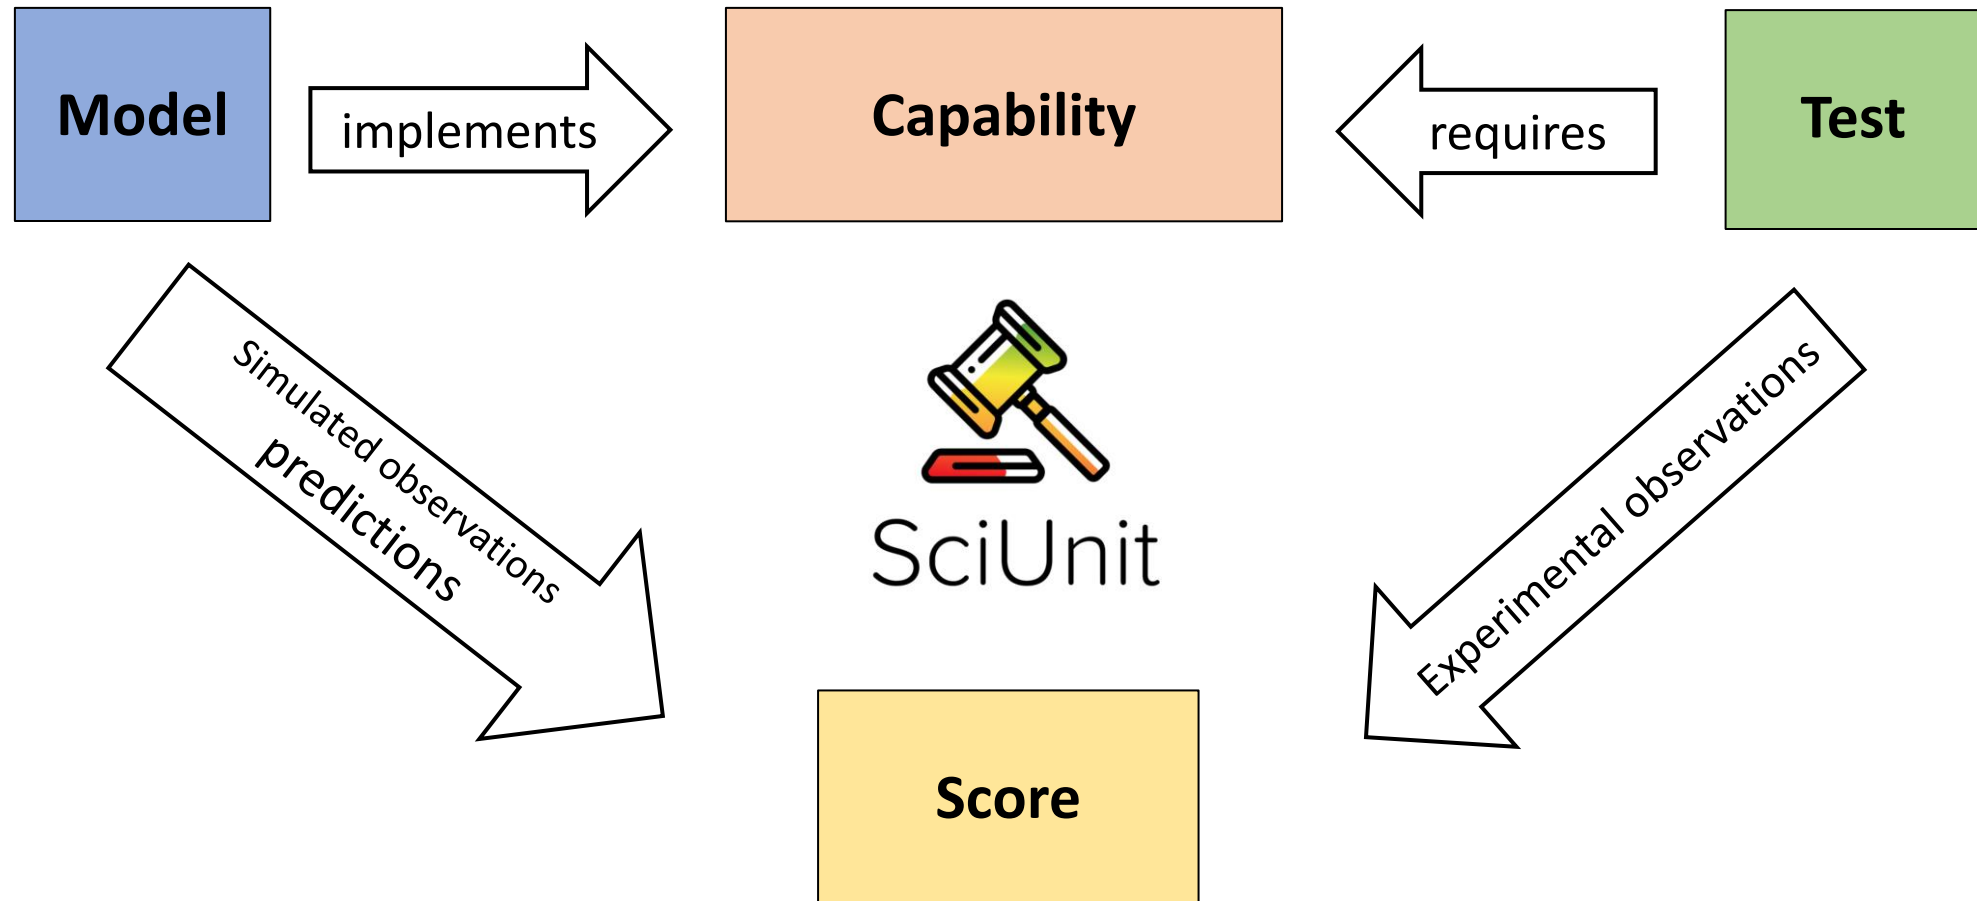 Model
implements
Capability
requires
Test
Simulated observations
predictions
SciUnit
Experimental observations
Score